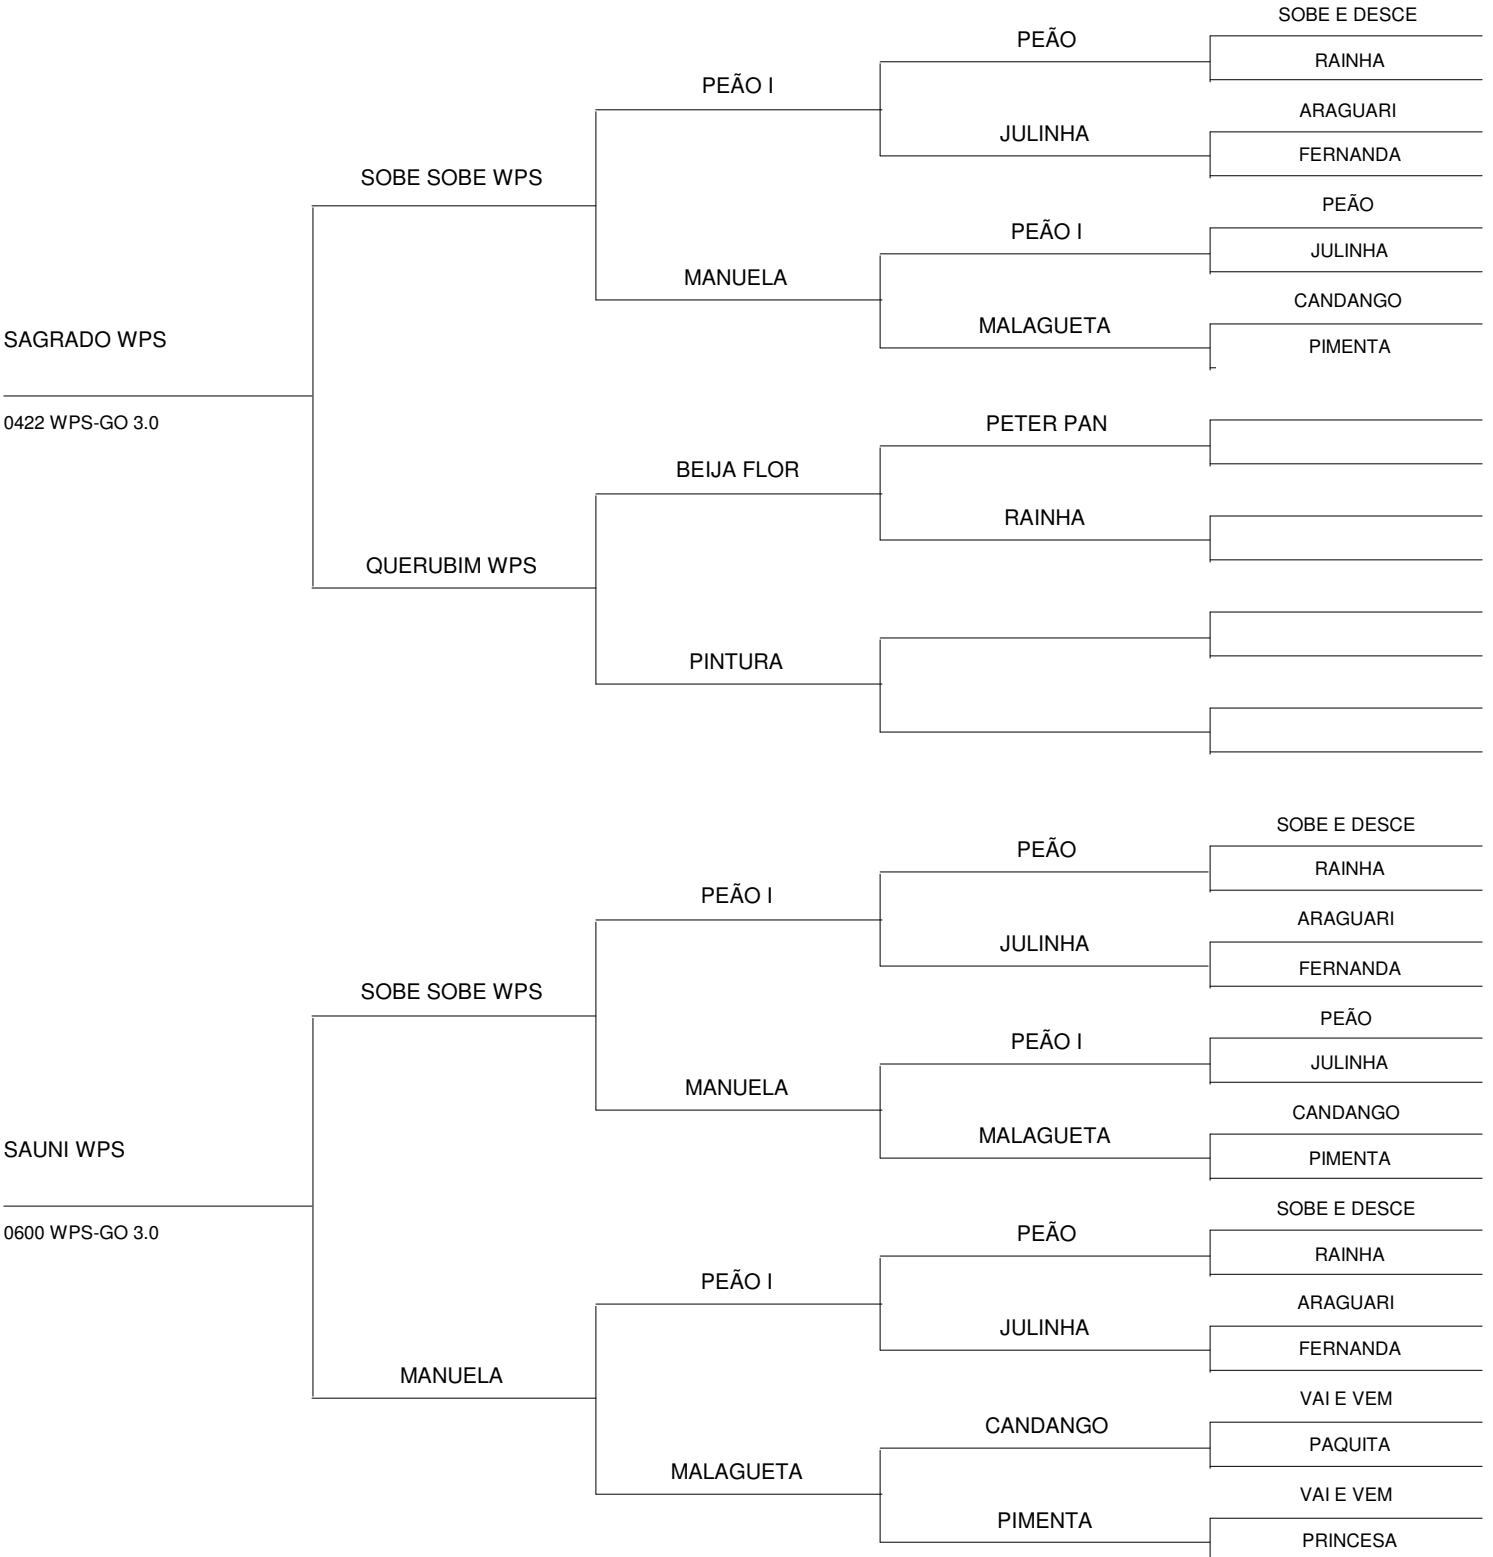 SOBE E DESCE
PEÃO
RAINHA
PEÃO I
ARAGUARI
JULINHA
FERNANDA
SOBE SOBE WPS
PEÃO
PEÃO I
JULINHA
MANUELA
CANDANGO
MALAGUETA
SAGRADO WPS
PIMENTA
0422 WPS-GO 3.0
PETER PAN
BEIJA FLOR
RAINHA
QUERUBIM WPS
PINTURA
SOBE E DESCE
PEÃO
RAINHA
PEÃO I
ARAGUARI
JULINHA
FERNANDA
SOBE SOBE WPS
PEÃO
PEÃO I
JULINHA
MANUELA
CANDANGO
MALAGUETA
SAUNI WPS
PIMENTA
SOBE E DESCE
0600 WPS-GO 3.0
PEÃO
RAINHA
PEÃO I
ARAGUARI
JULINHA
FERNANDA
MANUELA
VAI E VEM
CANDANGO
PAQUITA
MALAGUETA
VAI E VEM
PIMENTA
PRINCESA